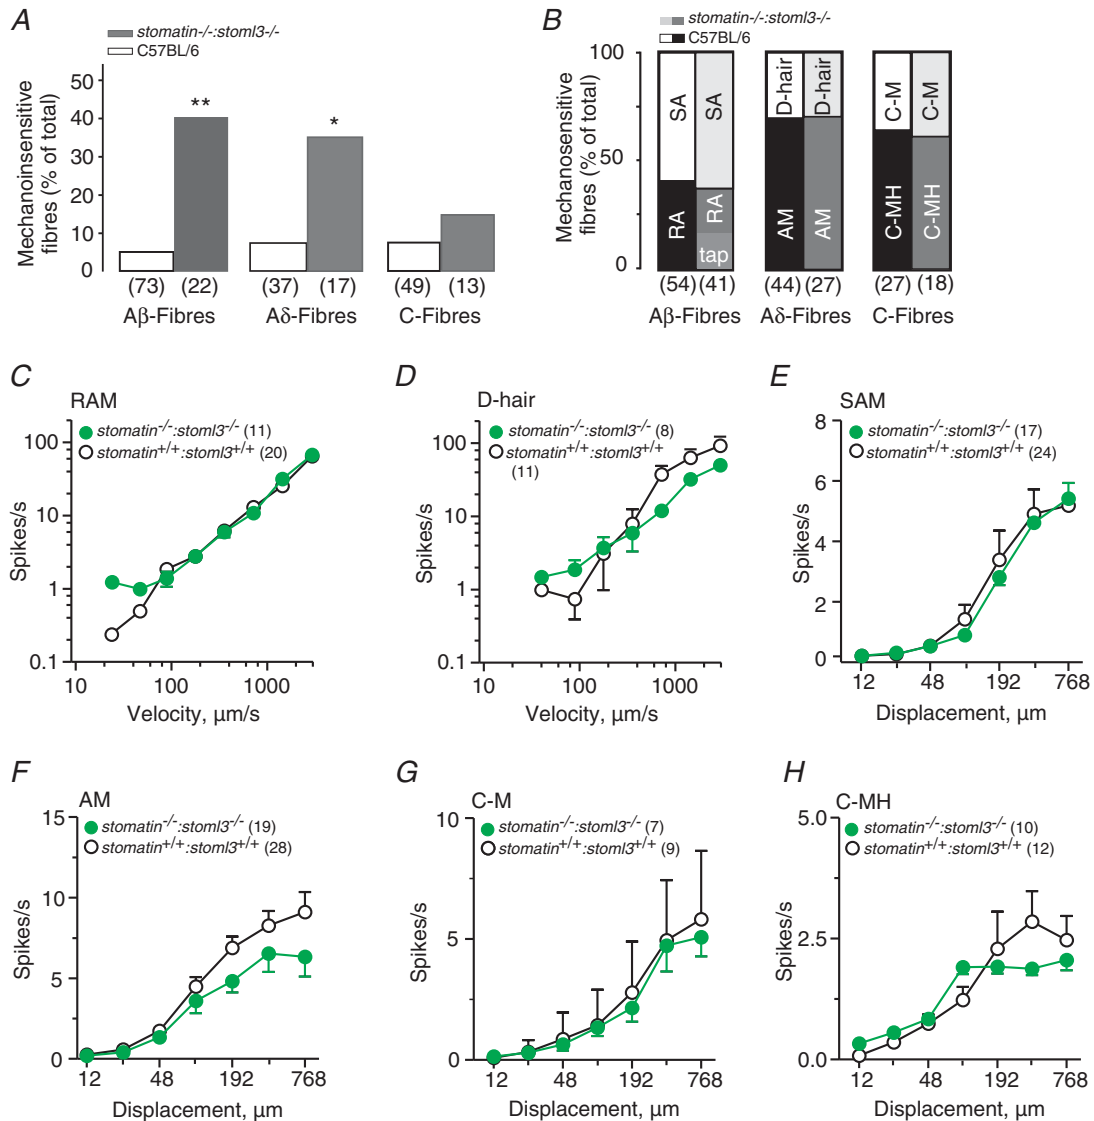 A
stomatin-/-:stoml3-/-
C57BL/6
Mechanoinsensitive
fibres (% of total)
50
40
30
20
10
0
**
*
(73) (22) (37) (17) (49) (13)
Aβ-Fibres Aδ-Fibres C-Fibres
B
stomatin-/-:stoml3-/-
C57BL/6
Mechanosensitive
fibres (% of total)
100
50
0
SA SA D-hair D-hair C-M C-M
RA RA AM AM C-MH C-MH
tap
(54) (41) (44) (27) (27) (18)
Aβ-Fibres Aδ-Fibres C-Fibres
C
RAM
stomatin-/-:stoml3-/- (11)
stomatin+/+:stoml3+/+ (20)
Spikes/s
100
10
1
0.1
10 100 1000
Velocity, µm/s
D
D-hair
stomatin-/-:stoml3-/- (8)
stomatin+/+:stoml3+/+
(11)
Spikes/s
100
10
1
0.1
10 100 1000
Velocity, µm/s
E
SAM
stomatin-/-:stoml3-/- (17)
stomatin+/+:stoml3+/+ (24)
Spikes/s
8
6
4
2
0
12 48 192 768
Displacement, µm
F
AM
stomatin-/-:stoml3-/- (19)
stomatin+/+:stoml3+/+ (28)
Spikes/s
15
10
5
0
12 48 192 768
Displacement, µm
G
C-M
stomatin-/-:stoml3-/- (7)
stomatin+/+:stoml3+/+ (9)
Spikes/s
10
5
0
12 48 192 768
Displacement, µm
H
C-MH
stomatin-/-:stoml3-/- (10)
stomatin+/+:stoml3+/+ (12)
Spikes/s
5.0
2.5
0.0
12 48 192 768
Displacement, µm